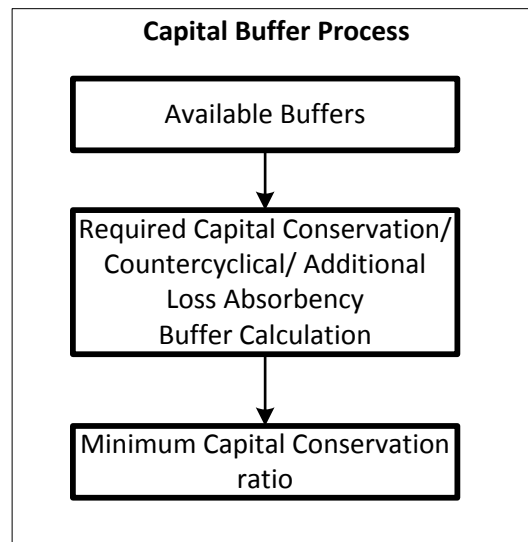 Capital Buffer Process
Available Buffers
Required Capital Conservation/
Countercyclical/ Additional
Loss Absorbency
Buffer Calculation
Minimum Capital Conservation
ratio